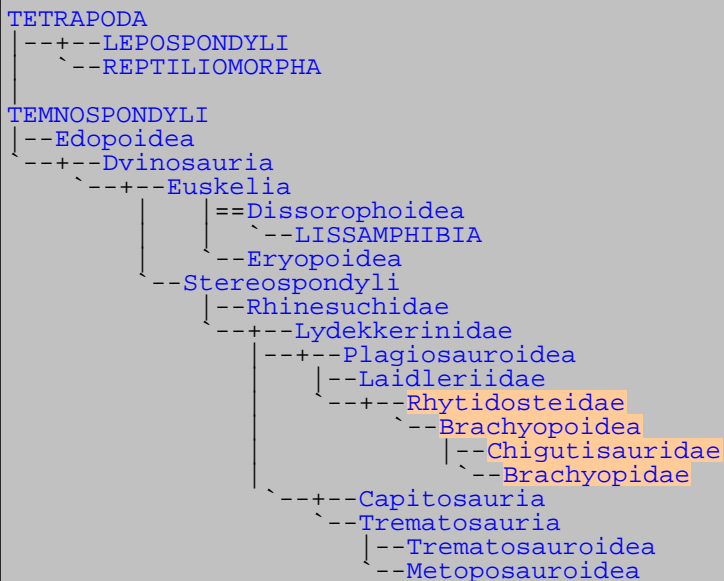 TETRAPODA
|--+--LEPOSPONDYLI
|  `--REPTILIOMORPHA
|
TEMNOSPONDYLI
|--Edopoidea
`--+--Dvinosauria
    `--+--Euskelia
        |   |==Dissorophoidea
        |   |  `--LISSAMPHIBIA
        |   `--Eryopoidea
        `--Stereospondyli
            |--Rhinesuchidae
            `--+--Lydekkerinidae
               |--+--Plagiosauroidea
               |   |--Laidleriidae
               |   `--+--Rhytidosteidae
               |        `--Brachyopoidea
               |           |--Chigutisauridae
               |            `--Brachyopidae
                `--+--Capitosauria
                   `--Trematosauria
                      |--Trematosauroidea
                      `--Metoposauroidea